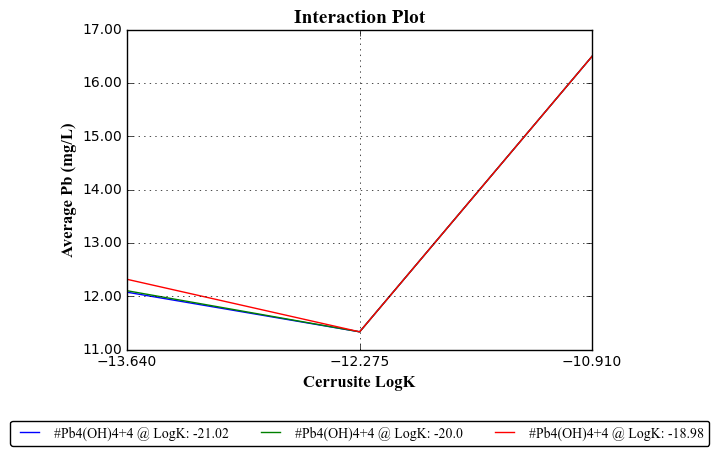 Interaction Plot
17.00
16.00
15.00
14.00
13.00
12.00
11.00
Average Pb (mg/L)
−13.640 −12.275 −10.910
Cerrusite LogK
#Pb4(OH)4+4 @ LogK: -21.02 #Pb4(OH)4+4 @ LogK: -20.0 #Pb4(OH)4+4 @ LogK: -18.98